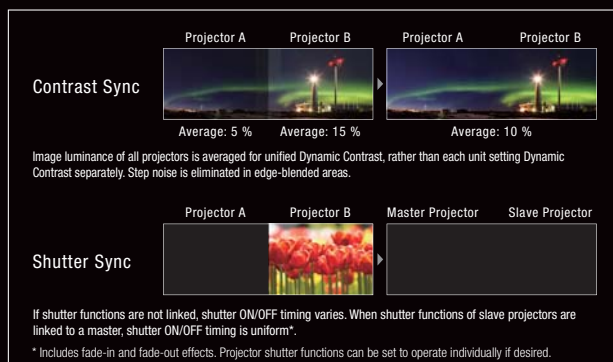 Projector A Projector B Projector A Projector B
Contrast Sync
Average: 5 % Average: 15 % Average: 10 %
Image luminance of all projectors is averaged for unified Dynamic Contrast, rather than each unit setting Dynamic
Contrast separately. Step noise is eliminated in edge-blended areas.
Projector A Projector B Master Projector Slave Projector
Shutter Sync
If shutter functions are not linked, shutter ON/OFF timing varies. When shutter functions of slave projectors are
linked to a master, shutter ON/OFF timing is uniform*.
* Includes fade-in and fade-out effects. Projector shutter functions can be set to operate individually if desired.